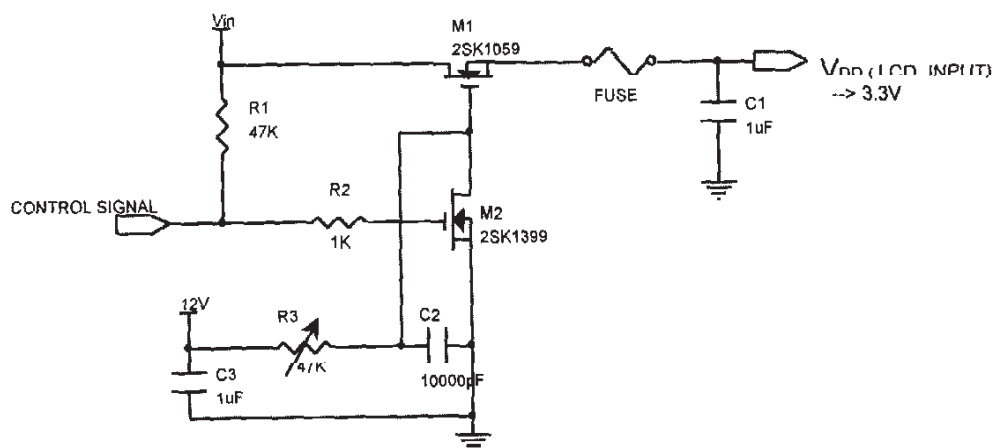 Vin
M1
2SK1059
FUSE
VDD (LCD INPUT)
--> 3.3V
C1
1uF
R1
47K
R2
1K
CONTROL SIGNAL
M2
2SK1399
12V
R3
47K
C2
10000pF
C3
1uF